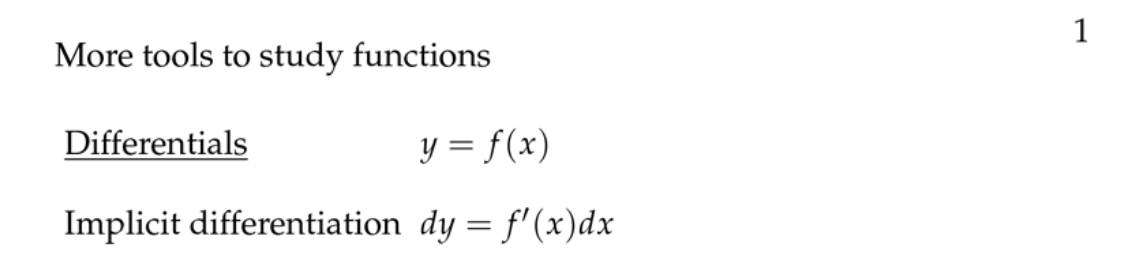 1
More tools to study functions
Differentials y = f(x)
Implicit differentiation dy = f′(x)dx